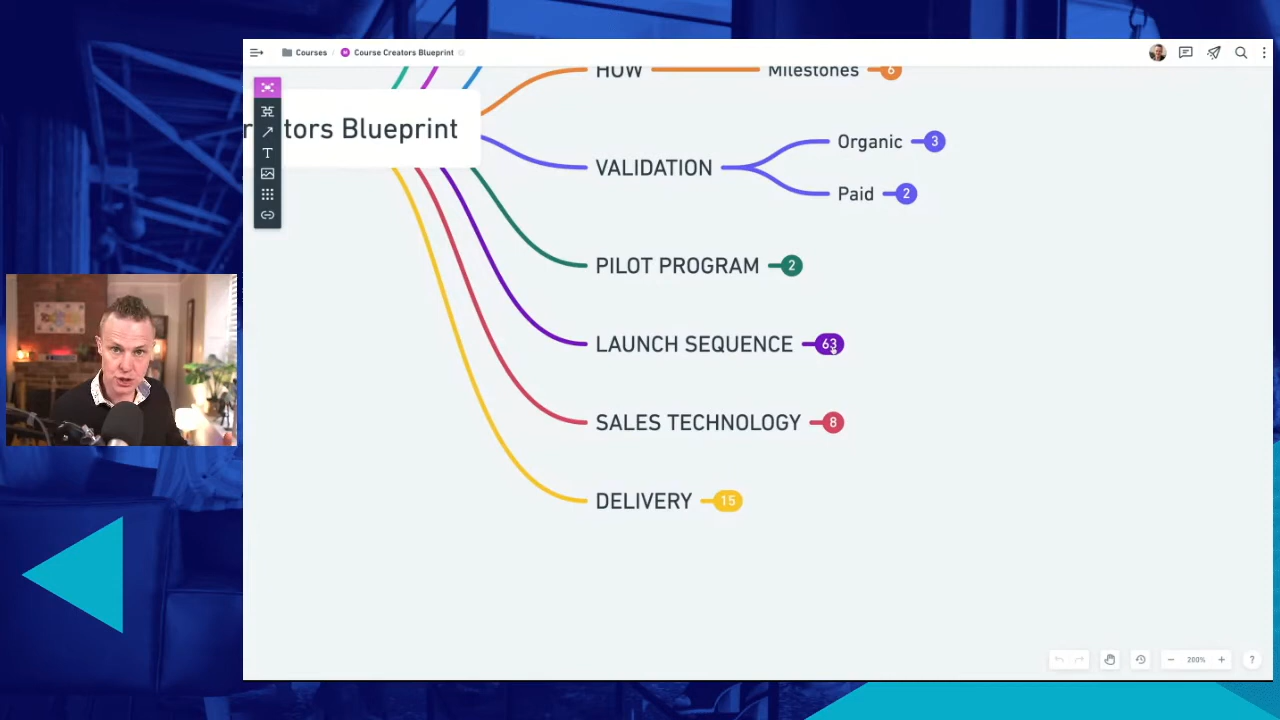 Courses / Course Creators Blueprint
HOW
Milestones
6
tors Blueprint
VALIDATION
Organic
3
Paid
2
PILOT PROGRAM
2
LAUNCH SEQUENCE
63
SALES TECHNOLOGY
8
DELIVERY
15
T
− 200% +
?